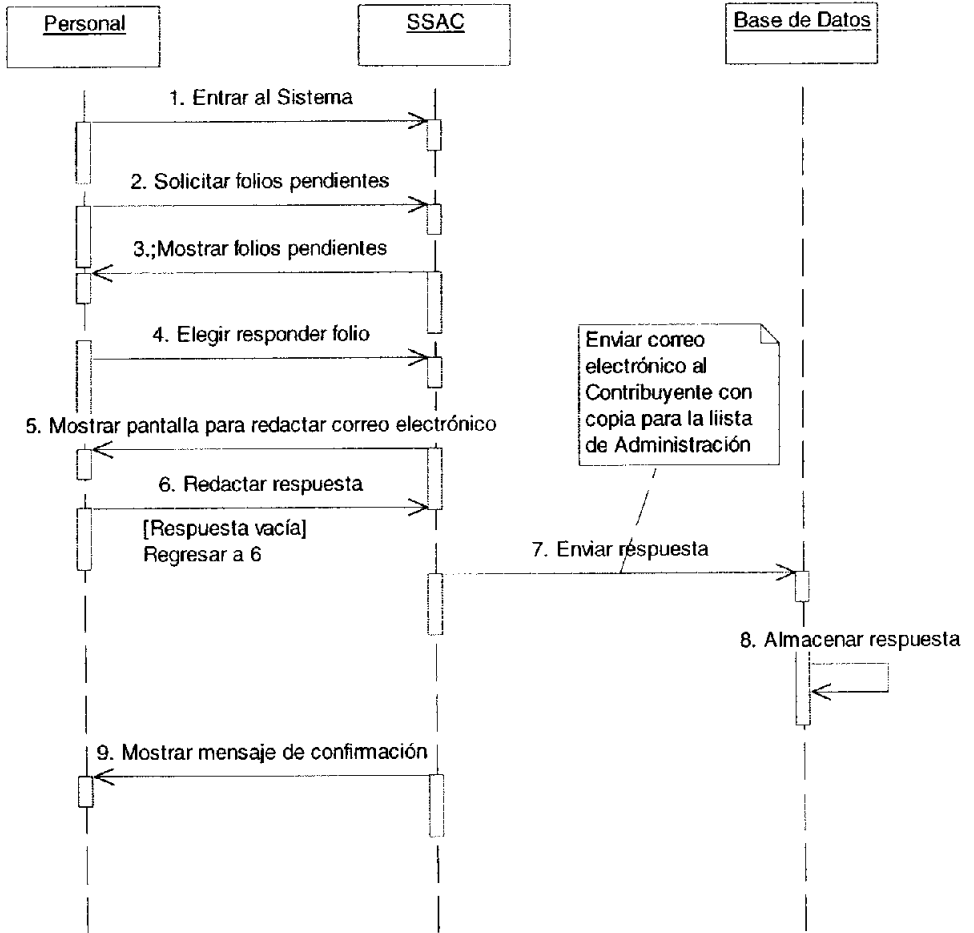 Personal
SSAC
Base de Datos
1. Entrar al Sistema
2. Solicitar folios pendientes
3.;Mostrar folios pendientes
4. Elegir responder folio
Enviar correo
electrónico al
Contribuyente con
copia para la liista
de Administración
5. Mostrar pantalla para redactar correo electrónico
6. Redactar respuesta
[Respuesta vacía]
Regresar a 6
7. Enviar respuesta
8. Almacenar respuesta
9. Mostrar mensaje de confirmación